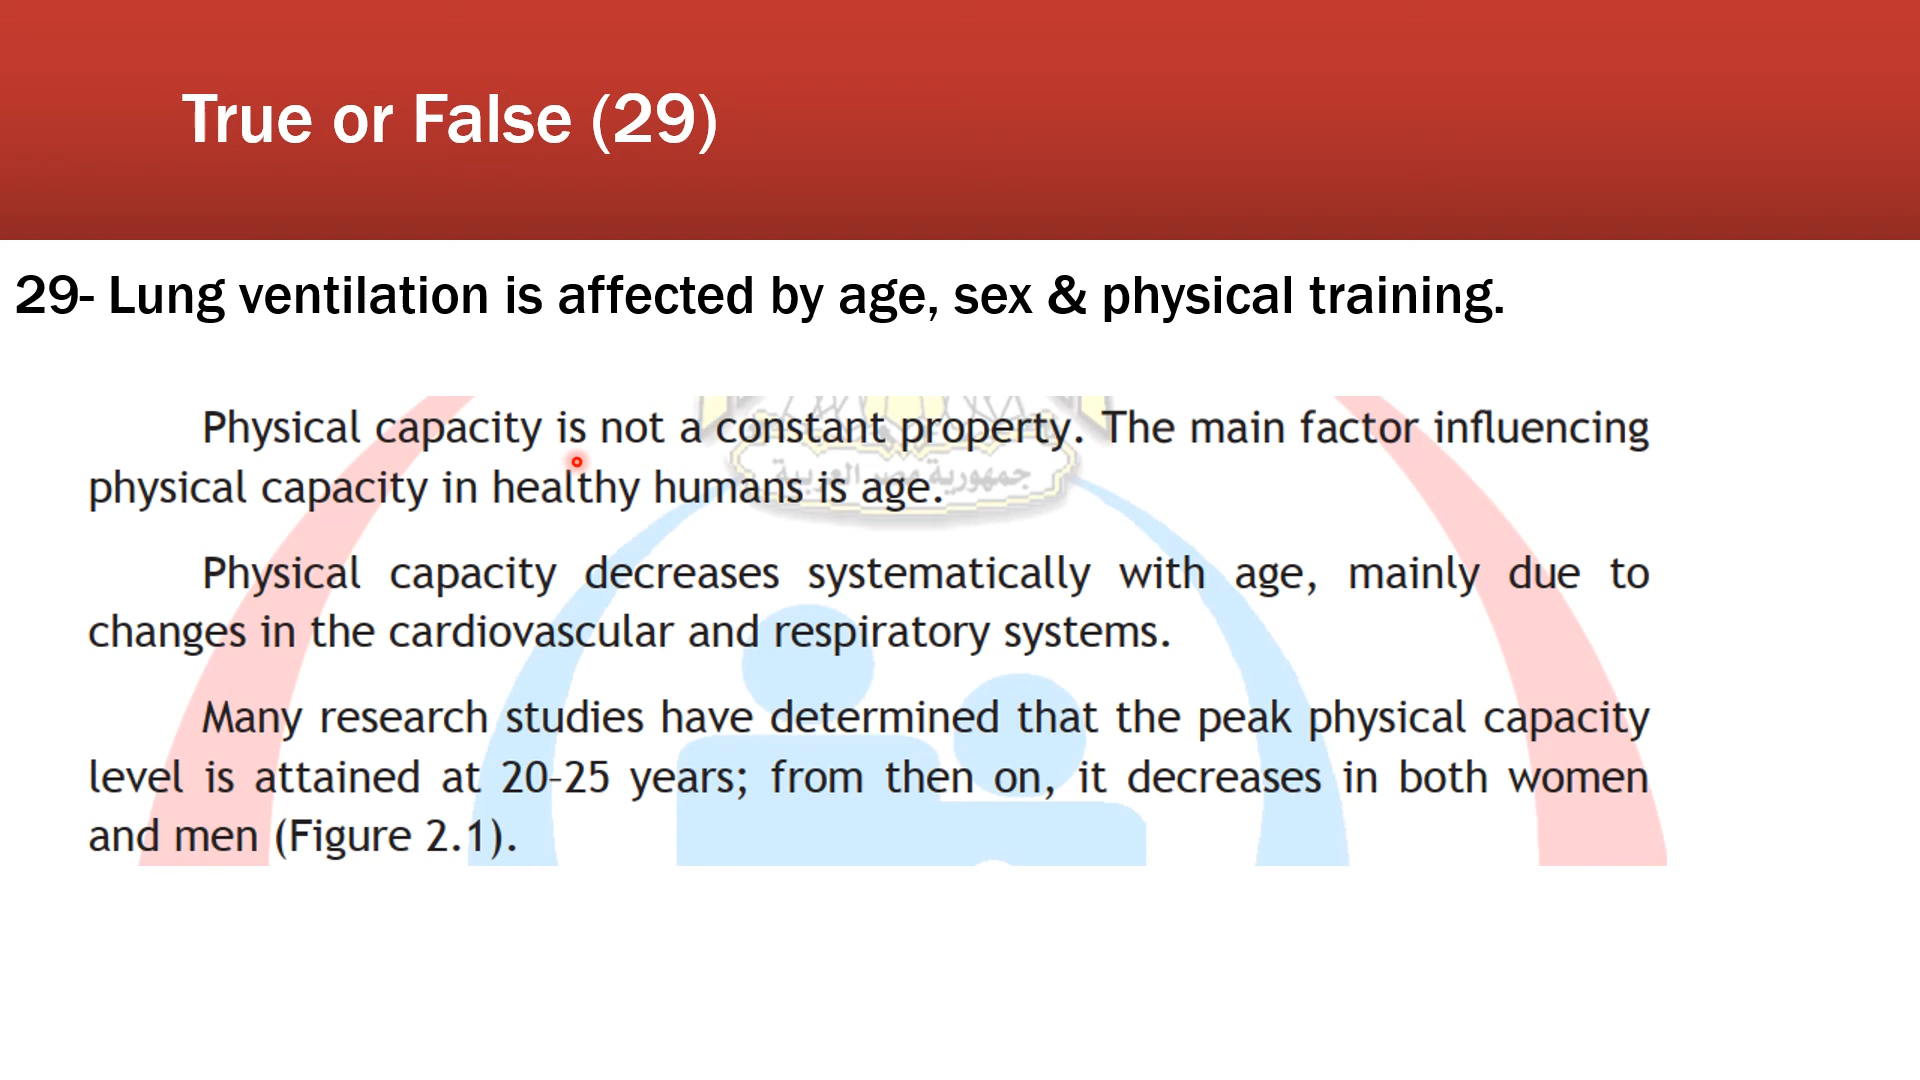 True or False (29)
29- Lung ventilation is affected by age, sex & physical training.
Physical capacity is not a constant property. The main factor influencing
physical capacity in healthy humans is age.
جمهورية مصر العربية
Physical capacity decreases systematically with age, mainly due to
changes in the cardiovascular and respiratory systems.
Many research studies have determined that the peak physical capacity
level is attained at 20–25 years; from then on, it decreases in both women
and men (Figure 2.1).